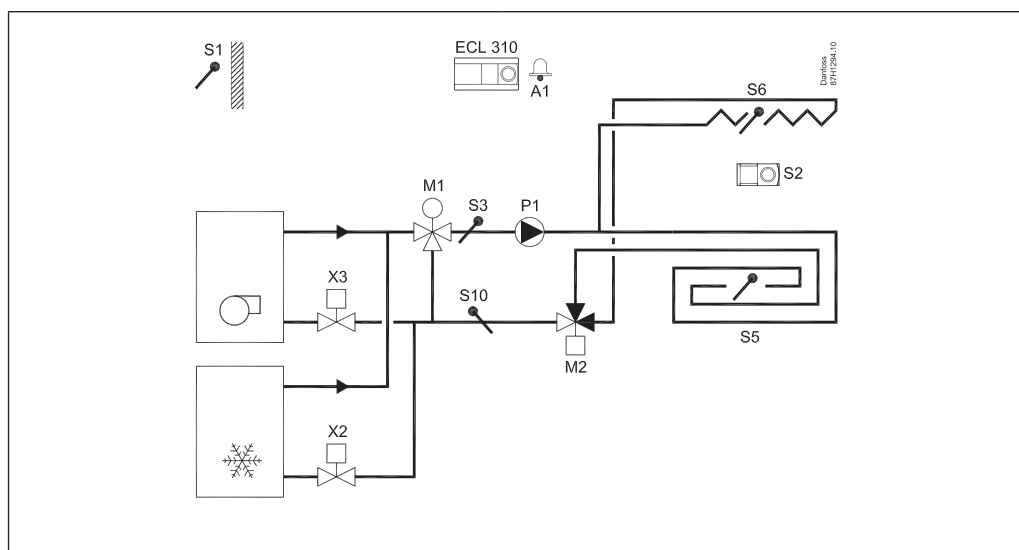 S1
ECL 310
A1
Danfoss
87H1294.10
S6
S2
M1
S3
P1
X3
S10
S5
M2
X2